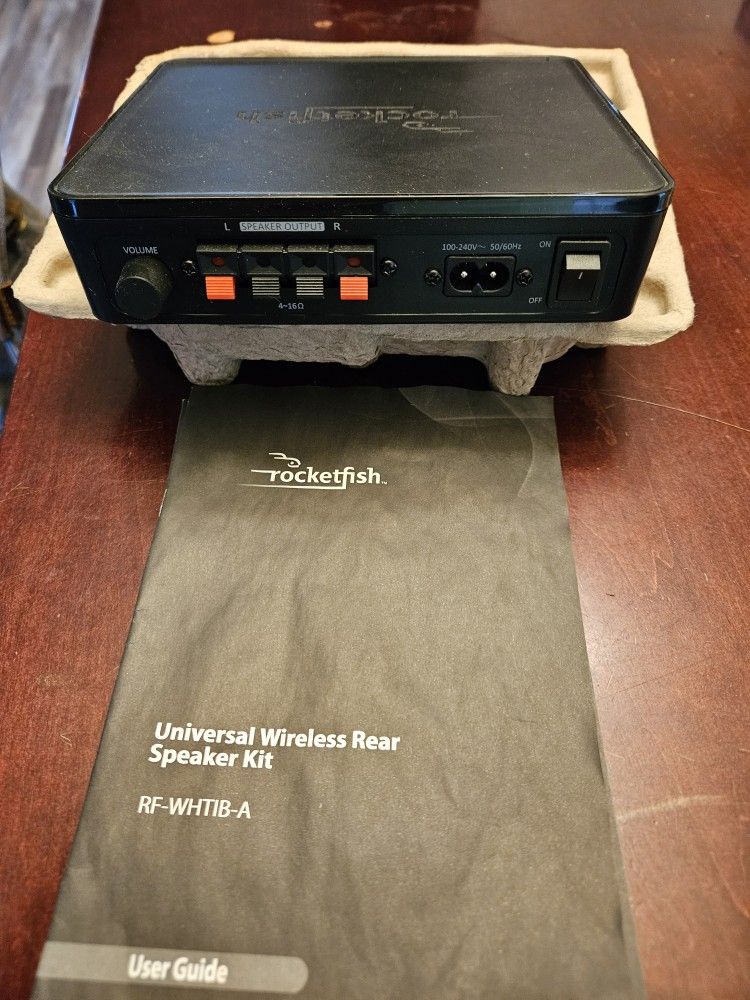 rocketfish
L SPEAKER OUTPUT R
VOLUME
4~16Ω
100-240V~ 50/60Hz
ON
OFF
rocketfish™
Universal Wireless Rear
Speaker Kit
RF-WHTIB-A
User Guide